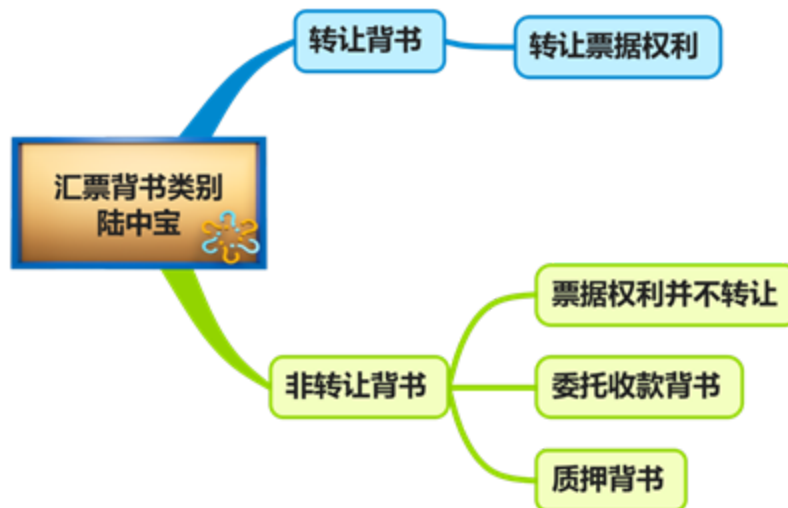 转让背书
转让票据权利
汇票背书类别
陆中宝
票据权利并不转让
非转让背书
委托收款背书
质押背书